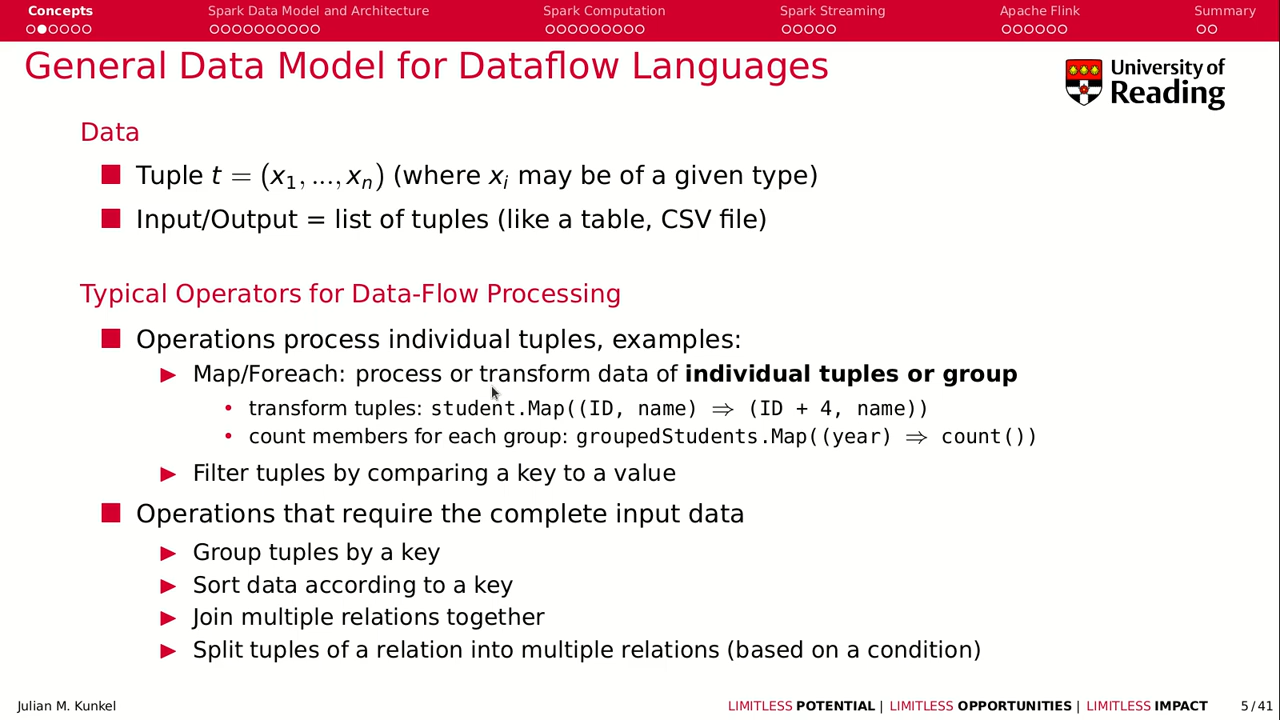 Concepts Spark Data Model and Architecture Spark Computation Spark Streaming Apache Flink Summary
General Data Model for Dataflow Languages
University of
Reading
Data
Tuple t = (x₁, ..., xₙ) (where xᵢ may be of a given type)
Input/Output = list of tuples (like a table, CSV file)
Typical Operators for Data-Flow Processing
Operations process individual tuples, examples:
Map/Foreach: process or transform data of individual tuples or group
• transform tuples: student.Map((ID, name) ⇒ (ID + 4, name))
• count members for each group: groupedStudents.Map((year) ⇒ count())
Filter tuples by comparing a key to a value
Operations that require the complete input data
Group tuples by a key
Sort data according to a key
Join multiple relations together
Split tuples of a relation into multiple relations (based on a condition)
Julian M. Kunkel LIMITLESS POTENTIAL | LIMITLESS OPPORTUNITIES | LIMITLESS IMPACT 5 / 41